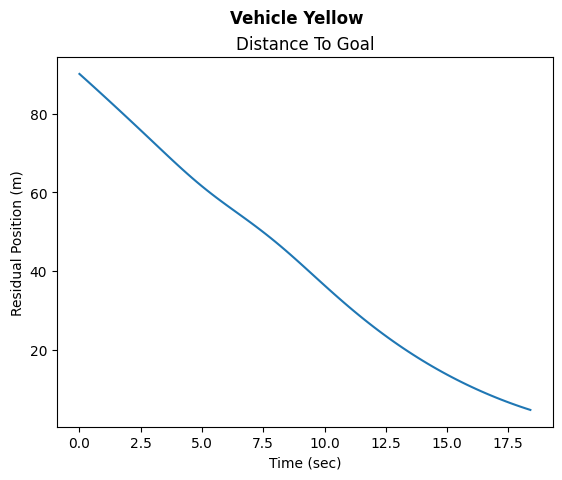 Vehicle Yellow
Distance To Goal
Residual Position (m)
80
60
40
20
0.0 2.5 5.0 7.5 10.0 12.5 15.0 17.5
Time (sec)